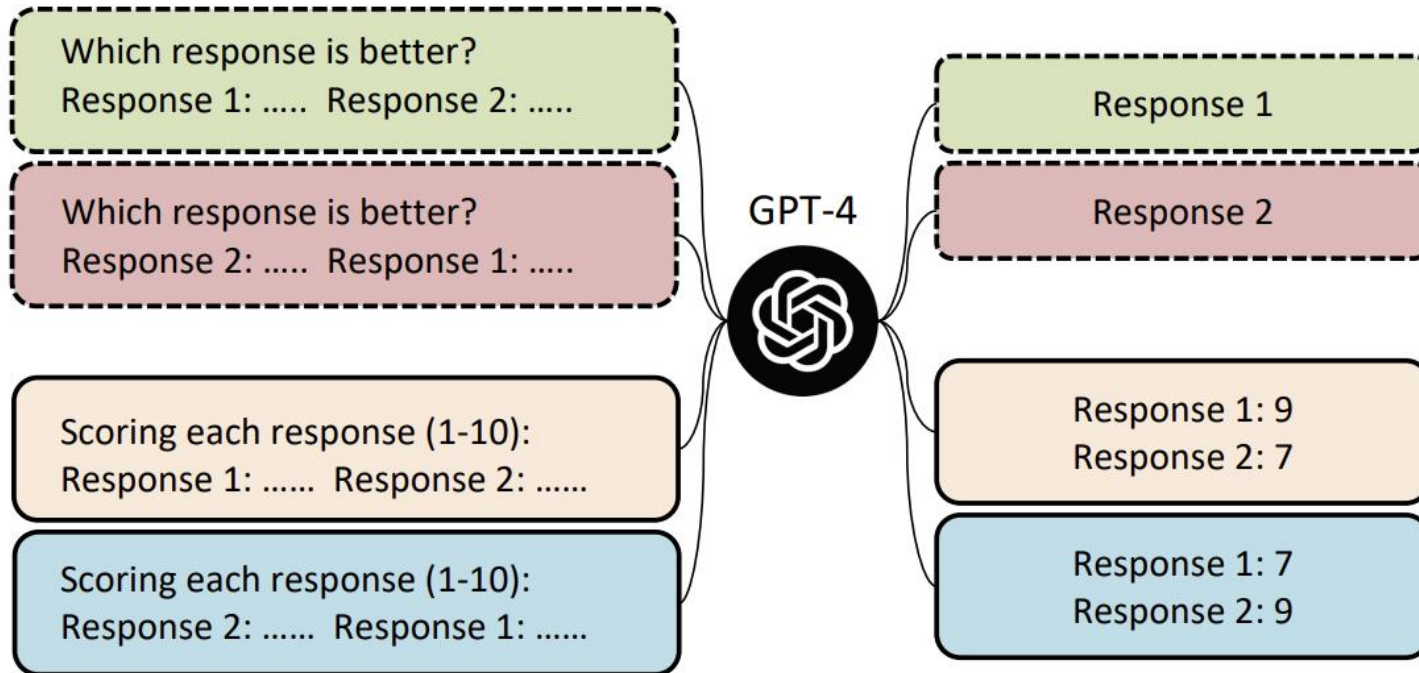 Which response is better?
Response 1: ..... Response 2: .....
Which response is better?
Response 2: ..... Response 1: .....
Scoring each response (1-10):
Response 1: ...... Response 2: ......
Scoring each response (1-10):
Response 2: ...... Response 1: ......
GPT-4
Response 1
Response 2
Response 1: 9
Response 2: 7
Response 1: 7
Response 2: 9